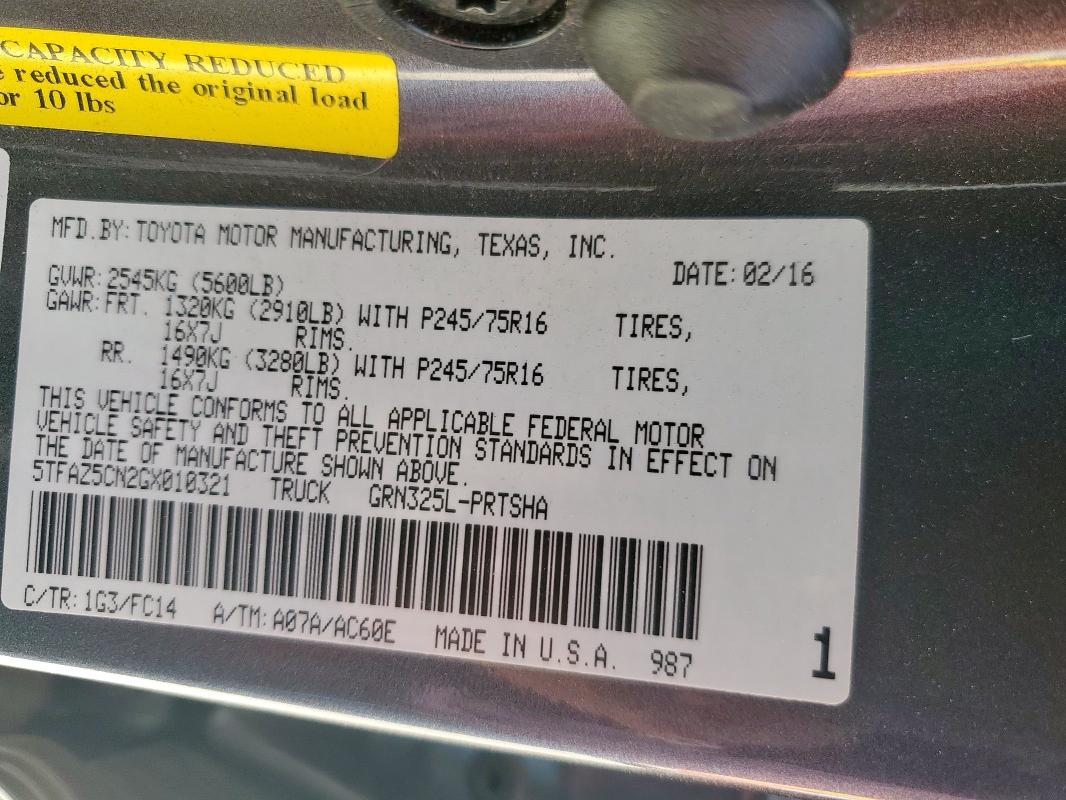 CAPACITY REDUCED
reduced the original load
or 10 lbs
MFD.BY: TOYOTA MOTOR MANUFACTURING, TEXAS, INC.
DATE: 02/16
GVWR: 2545KG (5600LB)
GAWR: FRT. 1320KG (2910LB) WITH P245/75R16 TIRES,
16X7J RIMS.
RR. 1490KG (3280LB) WITH P245/75R16 TIRES,
16X7J RIMS.
THIS VEHICLE CONFORMS TO ALL APPLICABLE FEDERAL MOTOR
VEHICLE SAFETY AND THEFT PREVENTION STANDARDS IN EFFECT ON
THE DATE OF MANUFACTURE SHOWN ABOVE.
5TFAZ5CN2GX010321 TRUCK GRN325L-PRTSHA
C/TR: 1G3/FC14 A/TM: A07A/AC60E MADE IN U.S.A. 987
1